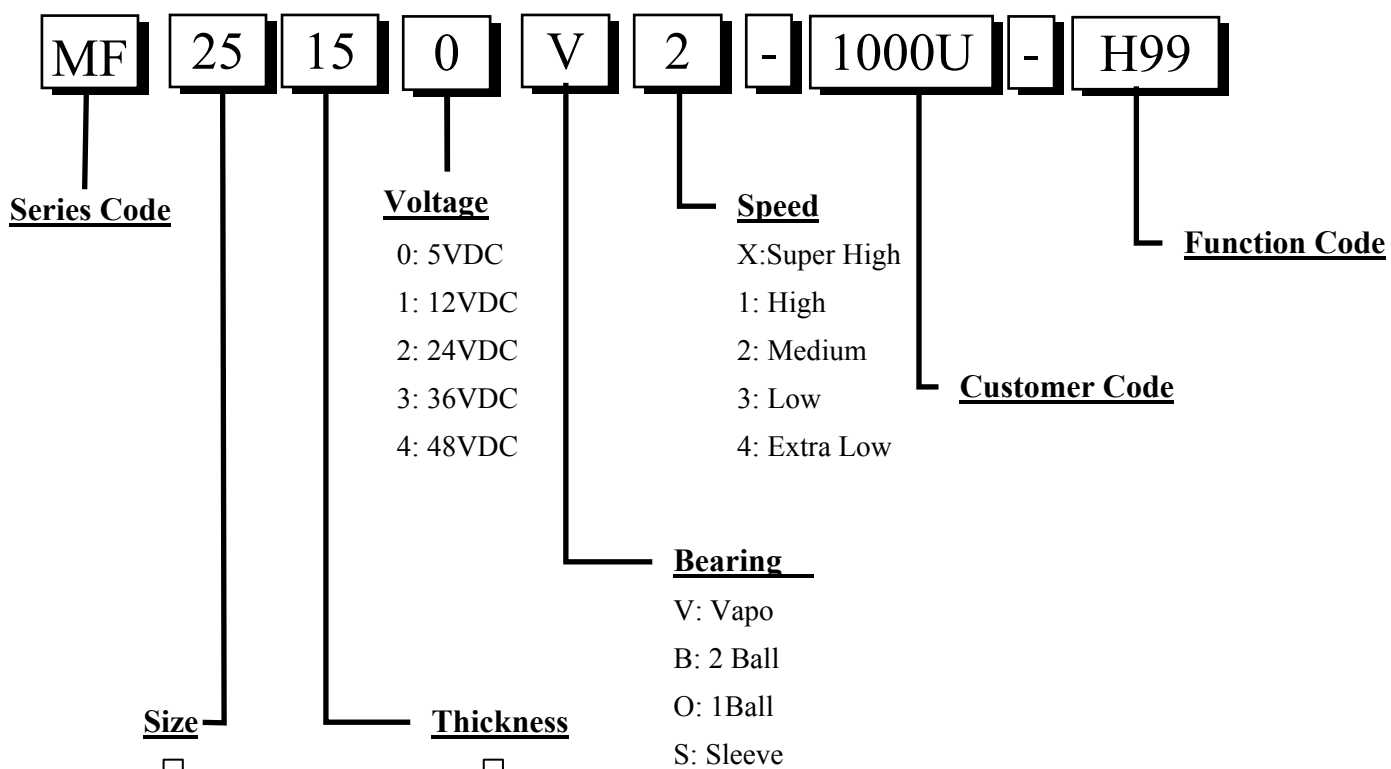 MF 25 15 0 V 2 - 1000U - H99
Series Code
Voltage
0: 5VDC
1: 12VDC
2: 24VDC
3: 36VDC
4: 48VDC
Speed
X:Super High
1: High
2: Medium
3: Low
4: Extra Low
Function Code
Customer Code
Bearing
V: Vapo
B: 2 Ball
O: 1Ball
S: Sleeve
Size
Thickness